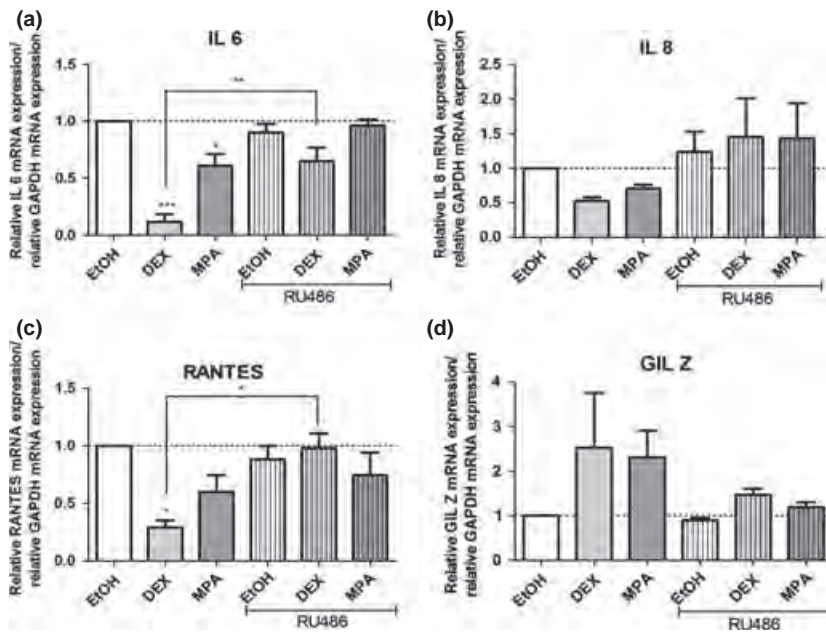 (a)
IL 6
Relative IL 6 mRNA expression/
relative GAPDH mRNA expression
1.5
1.0
0.5
0.0
**
***
*
EtOH
DEX
MPA
EtOH
DEX
MPA
RU486
(b)
IL 8
Relative IL 8 mRNA expression/
relative GAPDH mRNA expression
2.5
2.0
1.5
1.0
0.5
0.0
EtOH
DEX
MPA
EtOH
DEX
MPA
RU486
(c)
RANTES
Relative RANTES mRNA expression/
relative GAPDH mRNA expression
1.5
1.0
0.5
0.0
*
*
EtOH
DEX
MPA
EtOH
DEX
MPA
RU486
(d)
GIL Z
Relative GIL Z mRNA expression/
relative GAPDH mRNA expression
4
3
2
1
0
EtOH
DEX
MPA
EtOH
DEX
MPA
RU486